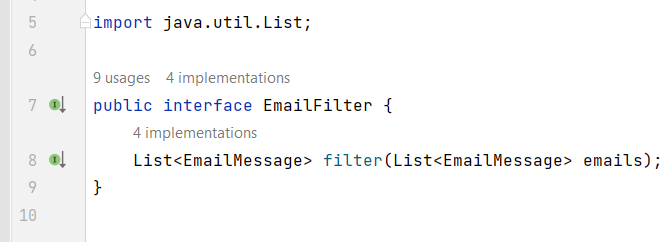 5 import java.util.List;
6
9 usages 4 implementations
7 public interface EmailFilter {
4 implementations
8 List<EmailMessage> filter(List<EmailMessage> emails);
9 }
10